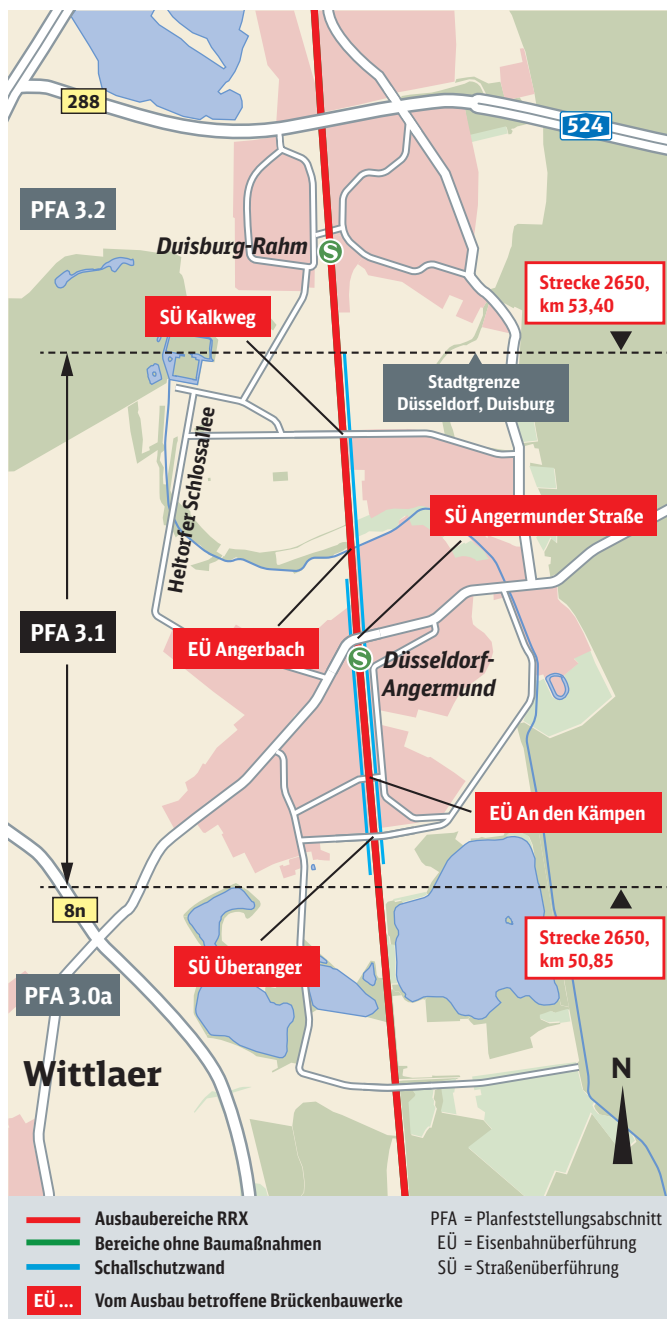 288
524
PFA 3.2
Duisburg-Rahm
S
Strecke 2650,
km 53,40
SÜ Kalkweg
Stadtgrenze
Düsseldorf, Duisburg
Heltorfer Schlossallee
SÜ Angermunder Straße
PFA 3.1
EÜ Angerbach
S
Düsseldorf-
Angermund
EÜ An den Kämpen
8n
SÜ Überanger
Strecke 2650,
km 50,85
PFA 3.0a
Wittlaer
N
Ausbaubereiche RRX
Bereiche ohne Baumaßnahmen
Schallschutzwand
EÜ ... Vom Ausbau betroffene Brückenbauwerke
PFA = Planfeststellungsabschnitt
EÜ = Eisenbahnüberführung
SÜ = Straßenüberführung